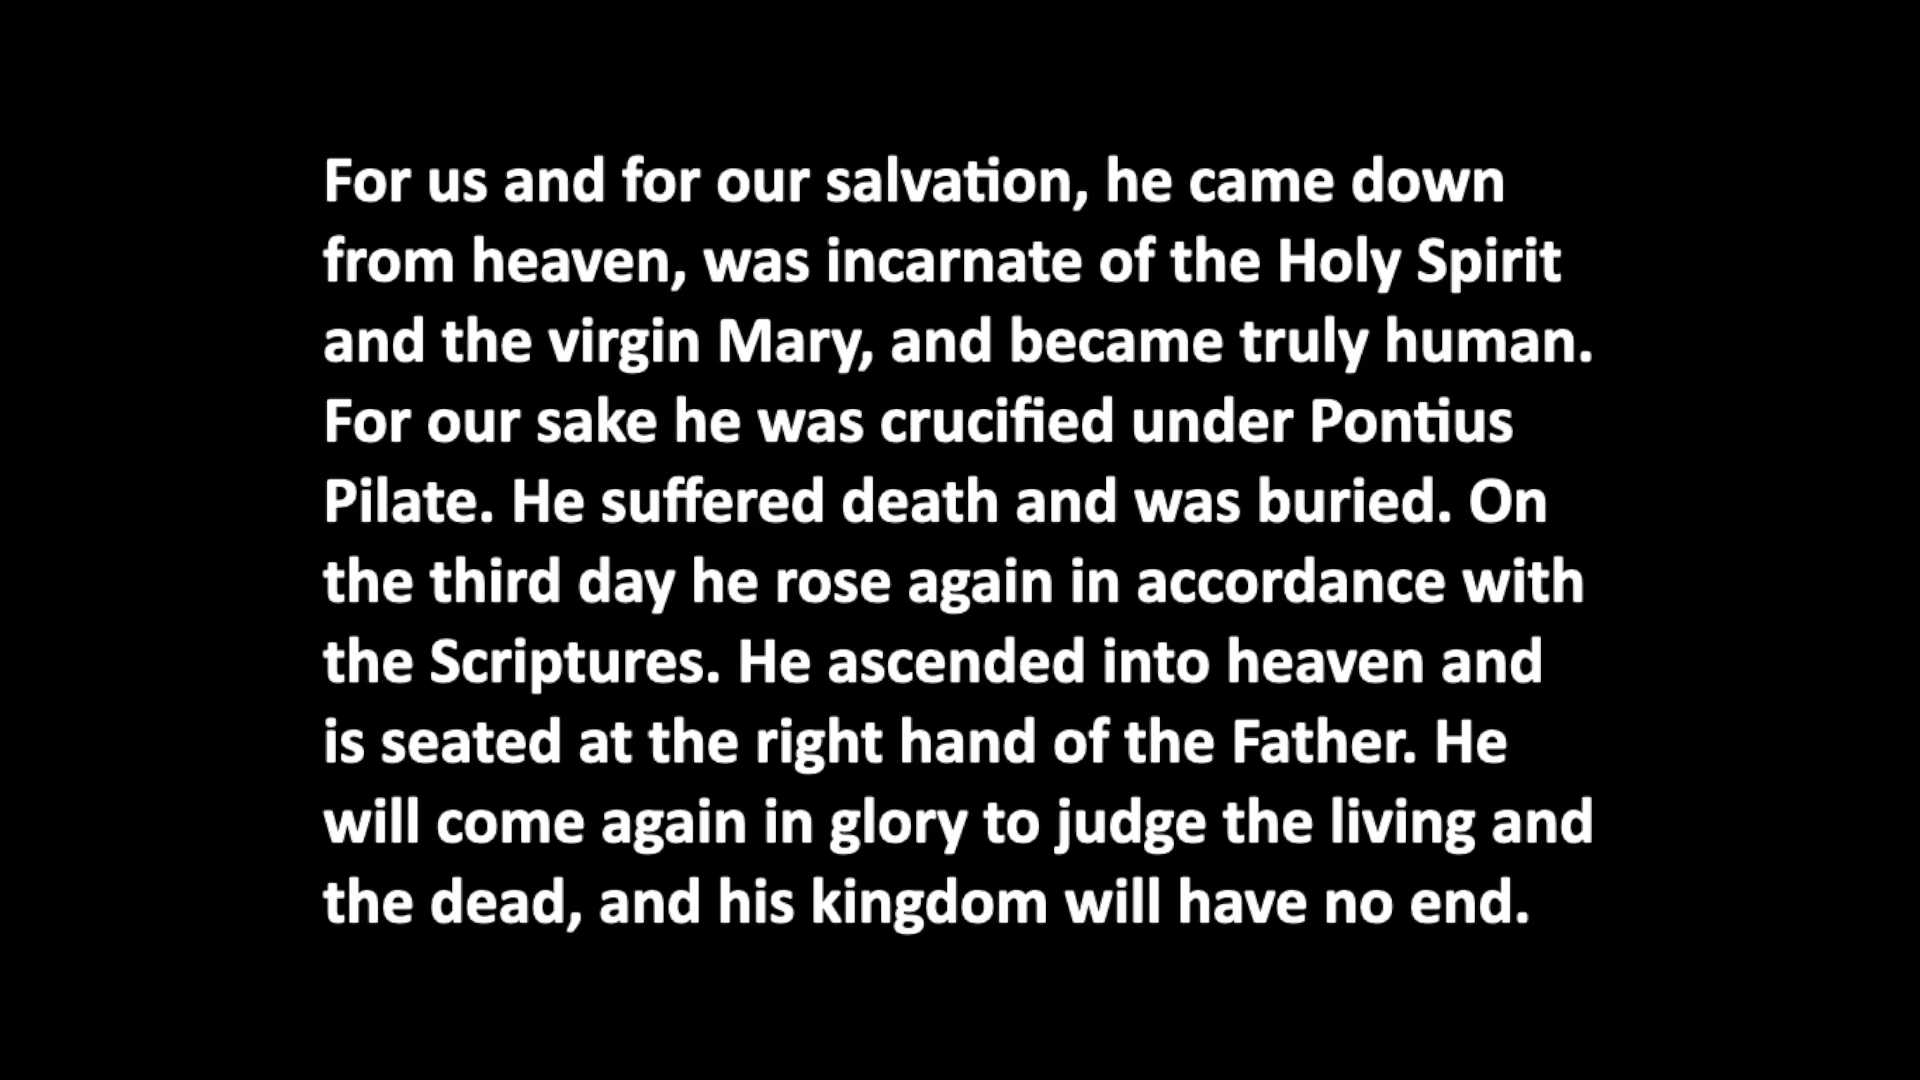 For us and for our salvation, he came down
from heaven, was incarnate of the Holy Spirit
and the virgin Mary, and became truly human.
For our sake he was crucified under Pontius
Pilate. He suffered death and was buried. On
the third day he rose again in accordance with
the Scriptures. He ascended into heaven and
is seated at the right hand of the Father. He
will come again in glory to judge the living and
the dead, and his kingdom will have no end.